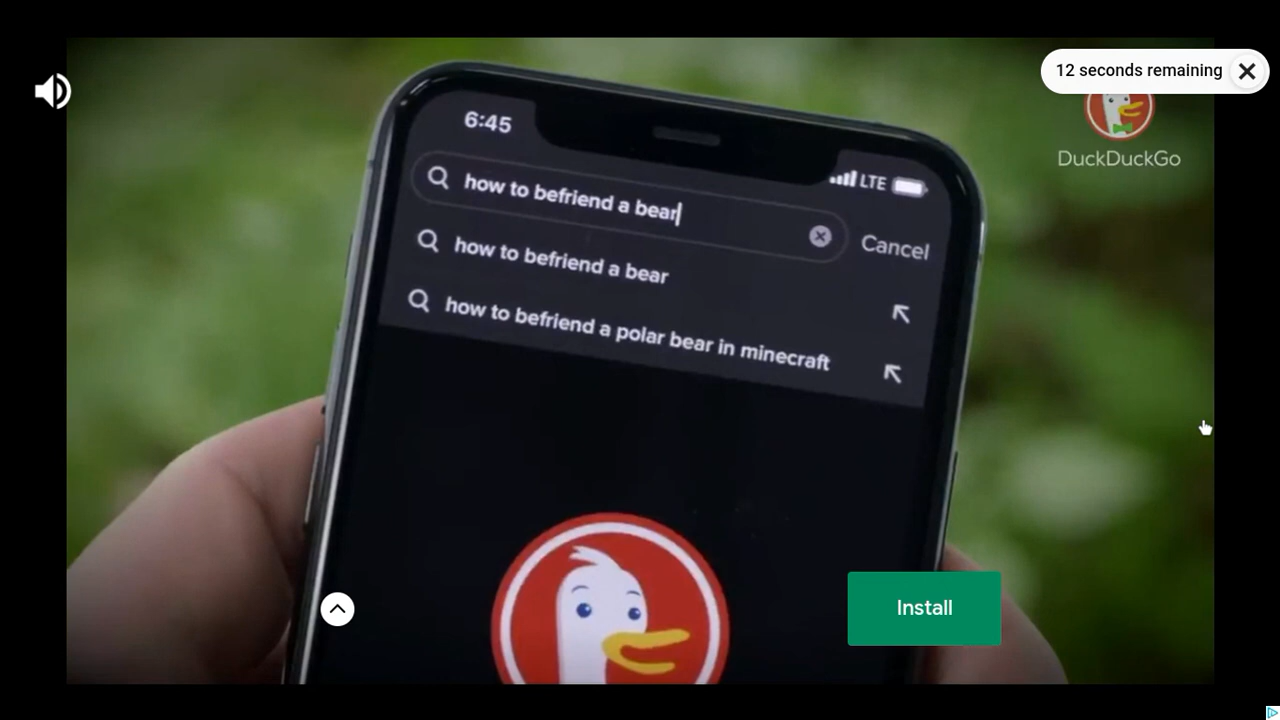 12 seconds remaining
DuckDuckGo
6:45
LTE
how to befriend a bear
Cancel
how to befriend a bear
how to befriend a polar bear in minecraft
Install